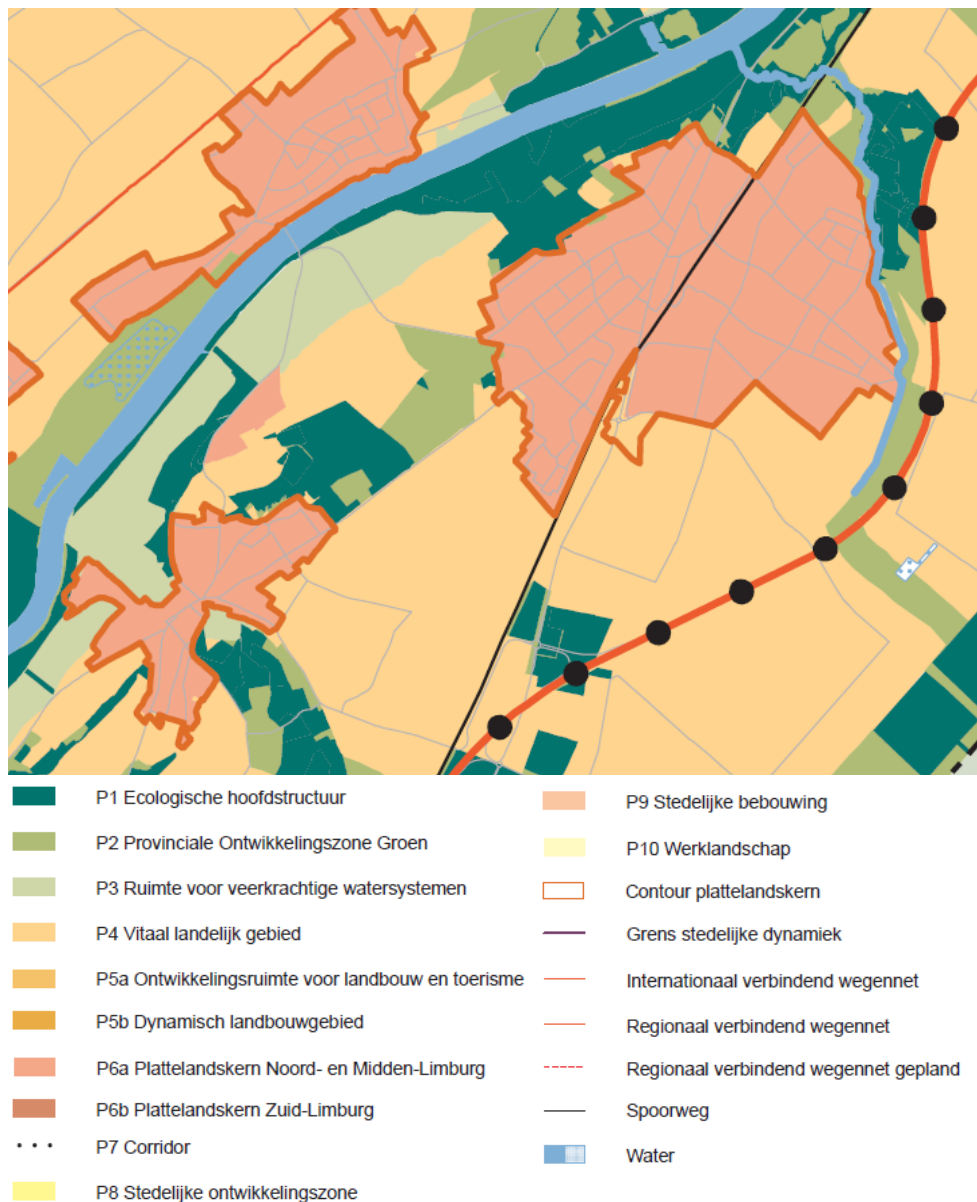 P1 Ecologische hoofdstructuur
P2 Provinciale Ontwikkelingszone Groen
P3 Ruimte voor veerkrachtige watersystemen
P4 Vitaal landelijk gebied
P5a Ontwikkelingsruimte voor landbouw en toerisme
P5b Dynamisch landbouwgebied
P6a Plattelandskern Noord- en Midden-Limburg
P6b Plattelandskern Zuid-Limburg
P7 Corridor
P8 Stedelijke ontwikkelingszone
P9 Stedelijke bebouwing
P10 Werklandschap
Contour plattelandskern
Grens stedelijke dynamiek
Internationaal verbindend wegennet
Regionaal verbindend wegennet
Regionaal verbindend wegennet gepland
Spoorweg
Water